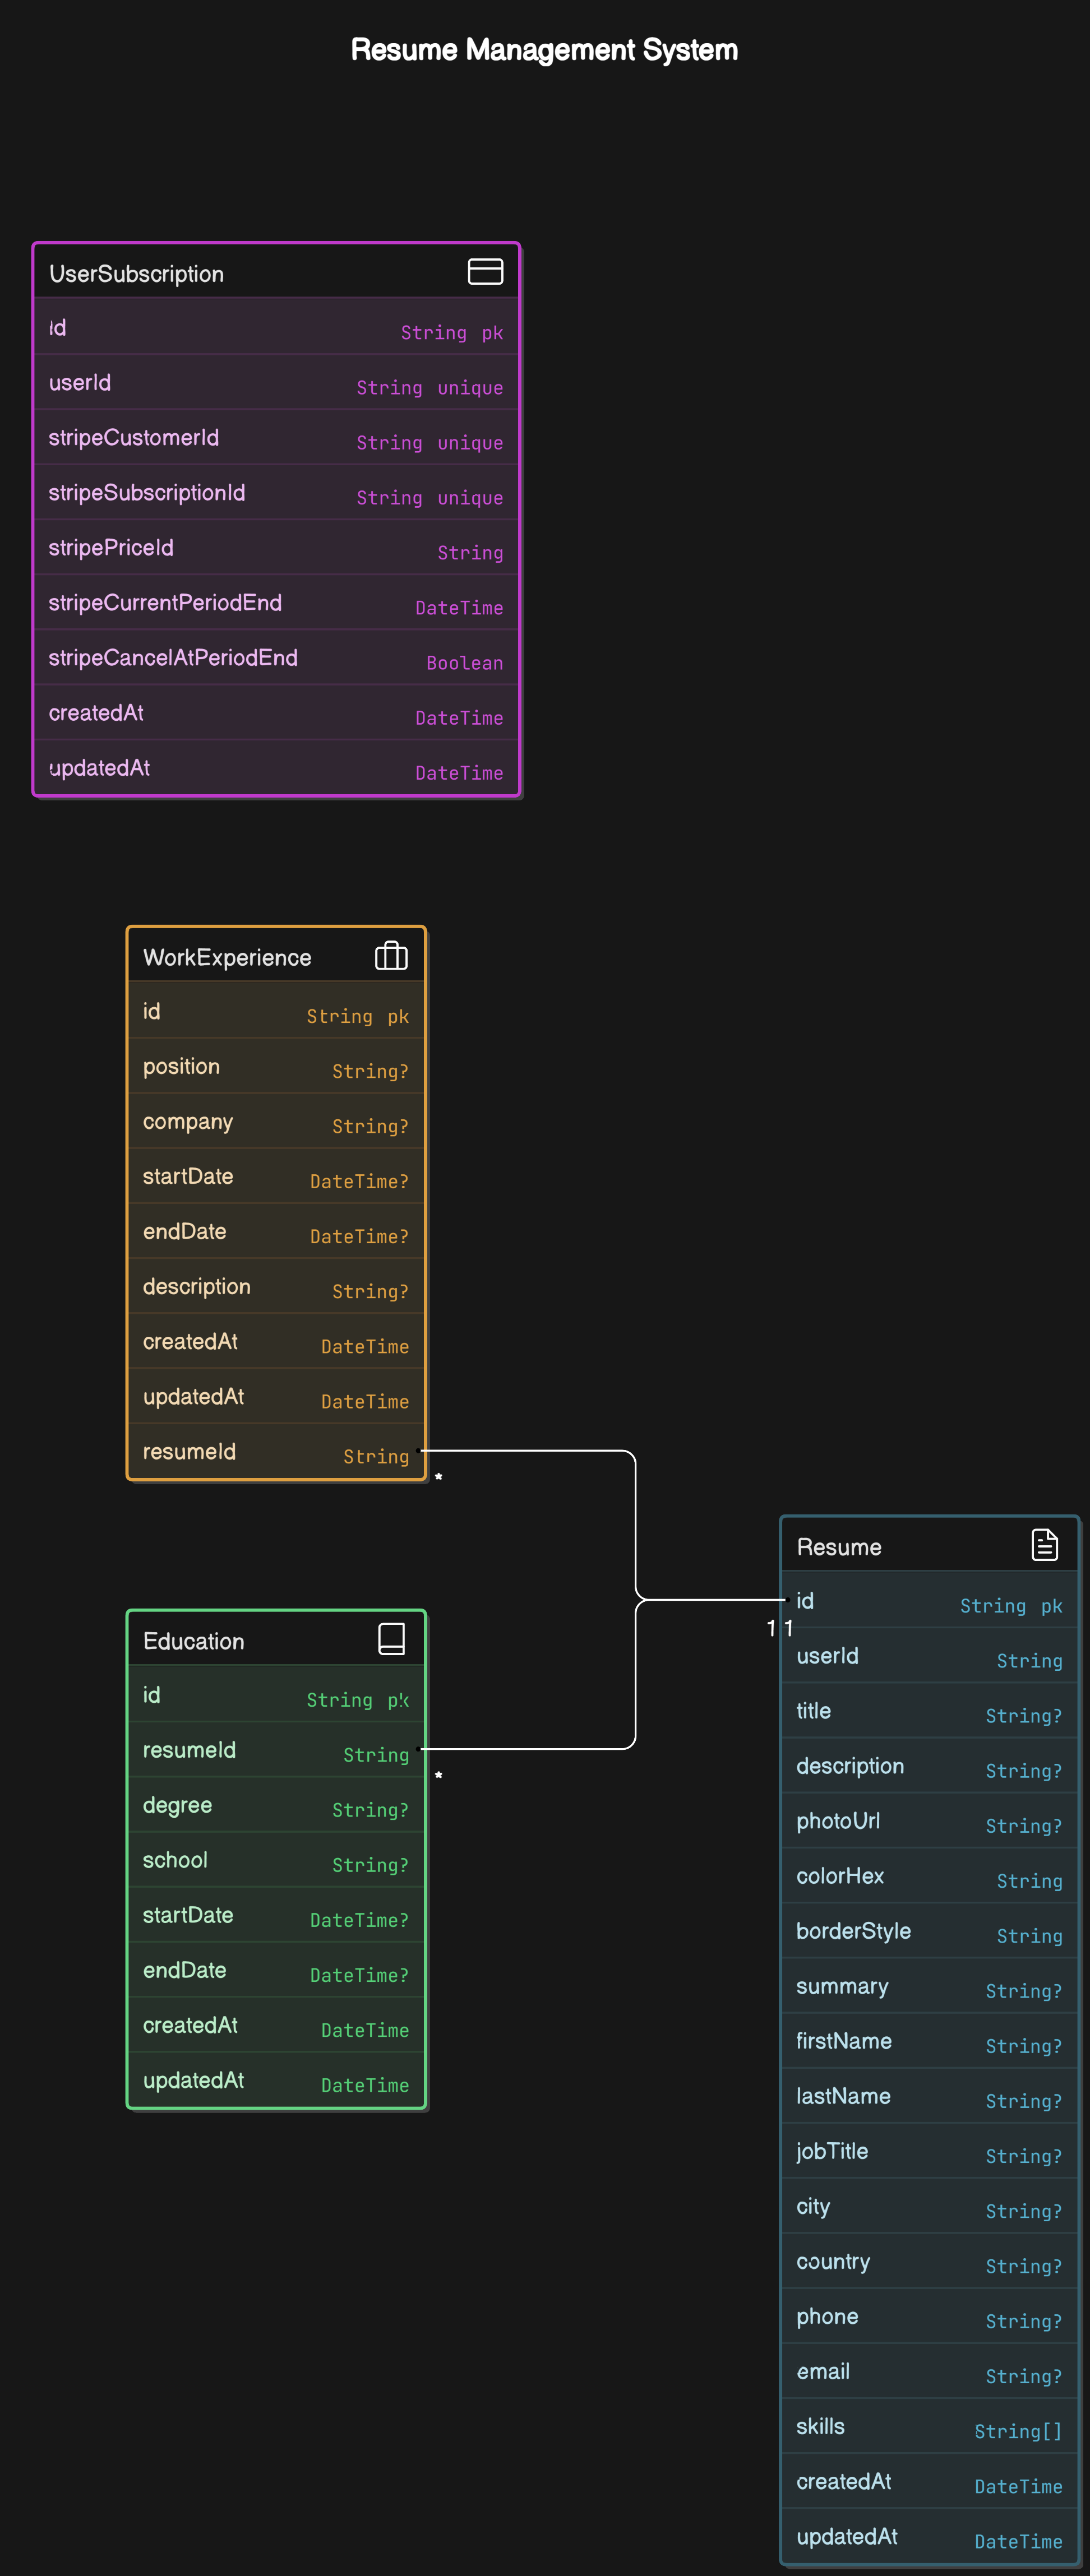 Resume Management System
UserSubscription
id String pk
userId String unique
stripeCustomerId String unique
stripeSubscriptionId String unique
stripePriceId String
stripeCurrentPeriodEnd DateTime
stripeCancelAtPeriodEnd Boolean
createdAt DateTime
updatedAt DateTime
WorkExperience
id String pk
position String?
company String?
startDate DateTime?
endDate DateTime?
description String?
createdAt DateTime
updatedAt DateTime
resumeId String
*
Education
id String pk
resumeId String
*
degree String?
school String?
startDate DateTime?
endDate DateTime?
createdAt DateTime
updatedAt DateTime
Resume
id String pk
1 1
userId String
title String?
description String?
photoUrl String?
colorHex String
borderStyle String
summary String?
firstName String?
lastName String?
jobTitle String?
city String?
country String?
phone String?
email String?
skills String[]
createdAt DateTime
updatedAt DateTime